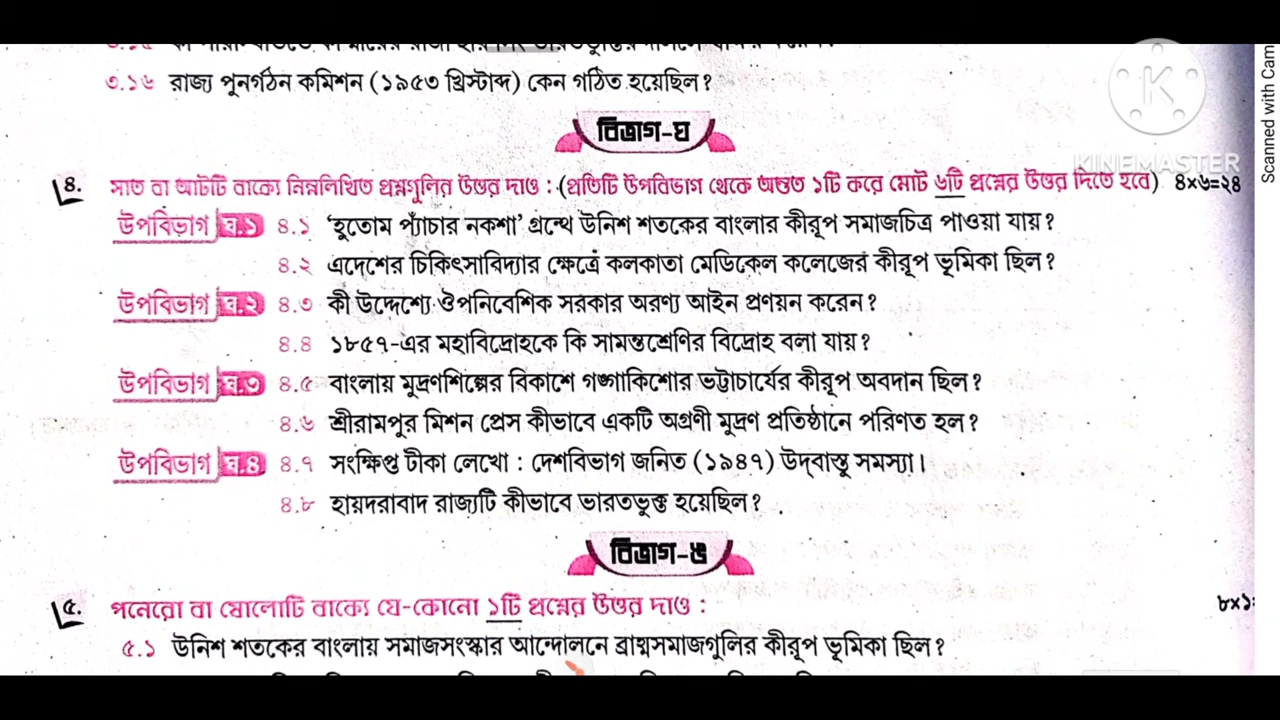 ৩.১৬ রাজ্য পুনর্গঠন কমিশন (১৯৫৩ খ্রিস্টাব্দ) কেন গঠিত হয়েছিল?
KINEMASTER
Scanned with Cam
বিভাগ-ঘ
৪. সাত বা আটটি বাক্যে নিম্নলিখিত প্রশ্নগুলির উত্তর দাও : (প্রতিটি উপবিভাগ থেকে অন্তত ১টি করে মোট ৬টি প্রশ্নের উত্তর দিতে হবে) ৪×৬=২৪
উপবিভাগ ঘ.১ ৪.১ 'হুতোম প্যাঁচার নকশা' গ্রন্থে উনিশ শতকের বাংলার কীরূপ সমাজচিত্র পাওয়া যায়?
৪.২ এদেশের চিকিৎসাবিদ্যার ক্ষেত্রে কলকাতা মেডিকেল কলেজের কীরূপ ভূমিকা ছিল?
উপবিভাগ ঘ.২ ৪.৩ কী উদ্দেশ্যে ঔপনিবেশিক সরকার অরণ্য আইন প্রণয়ন করেন?
৪.৪ ১৮৫৭-এর মহাবিদ্রোহকে কি সামন্তশ্রেণির বিদ্রোহ বলা যায়?
উপবিভাগ ঘ.৩ ৪.৫ বাংলায় মুদ্রণশিল্পের বিকাশে গঙ্গাকিশোর ভট্টাচার্যের কীরূপ অবদান ছিল?
৪.৬ শ্রীরামপুর মিশন প্রেস কীভাবে একটি অগ্রণী মুদ্রণ প্রতিষ্ঠানে পরিণত হল?
উপবিভাগ ঘ.৪ ৪.৭ সংক্ষিপ্ত টীকা লেখো : দেশবিভাগ জনিত (১৯৪৭) উদ্‌বাস্তু সমস্যা।
৪.৮ হায়দরাবাদ রাজ্যটি কীভাবে ভারতভুক্ত হয়েছিল?
বিভাগ-ঙ
৫. পনেরো বা ষোলোটি বাক্যে যে-কোনো ১টি প্রশ্নের উত্তর দাও : ৮×১
৫.১ উনিশ শতকের বাংলায় সমাজসংস্কার আন্দোলনে ব্রাহ্মসমাজগুলির কীরূপ ভূমিকা ছিল?